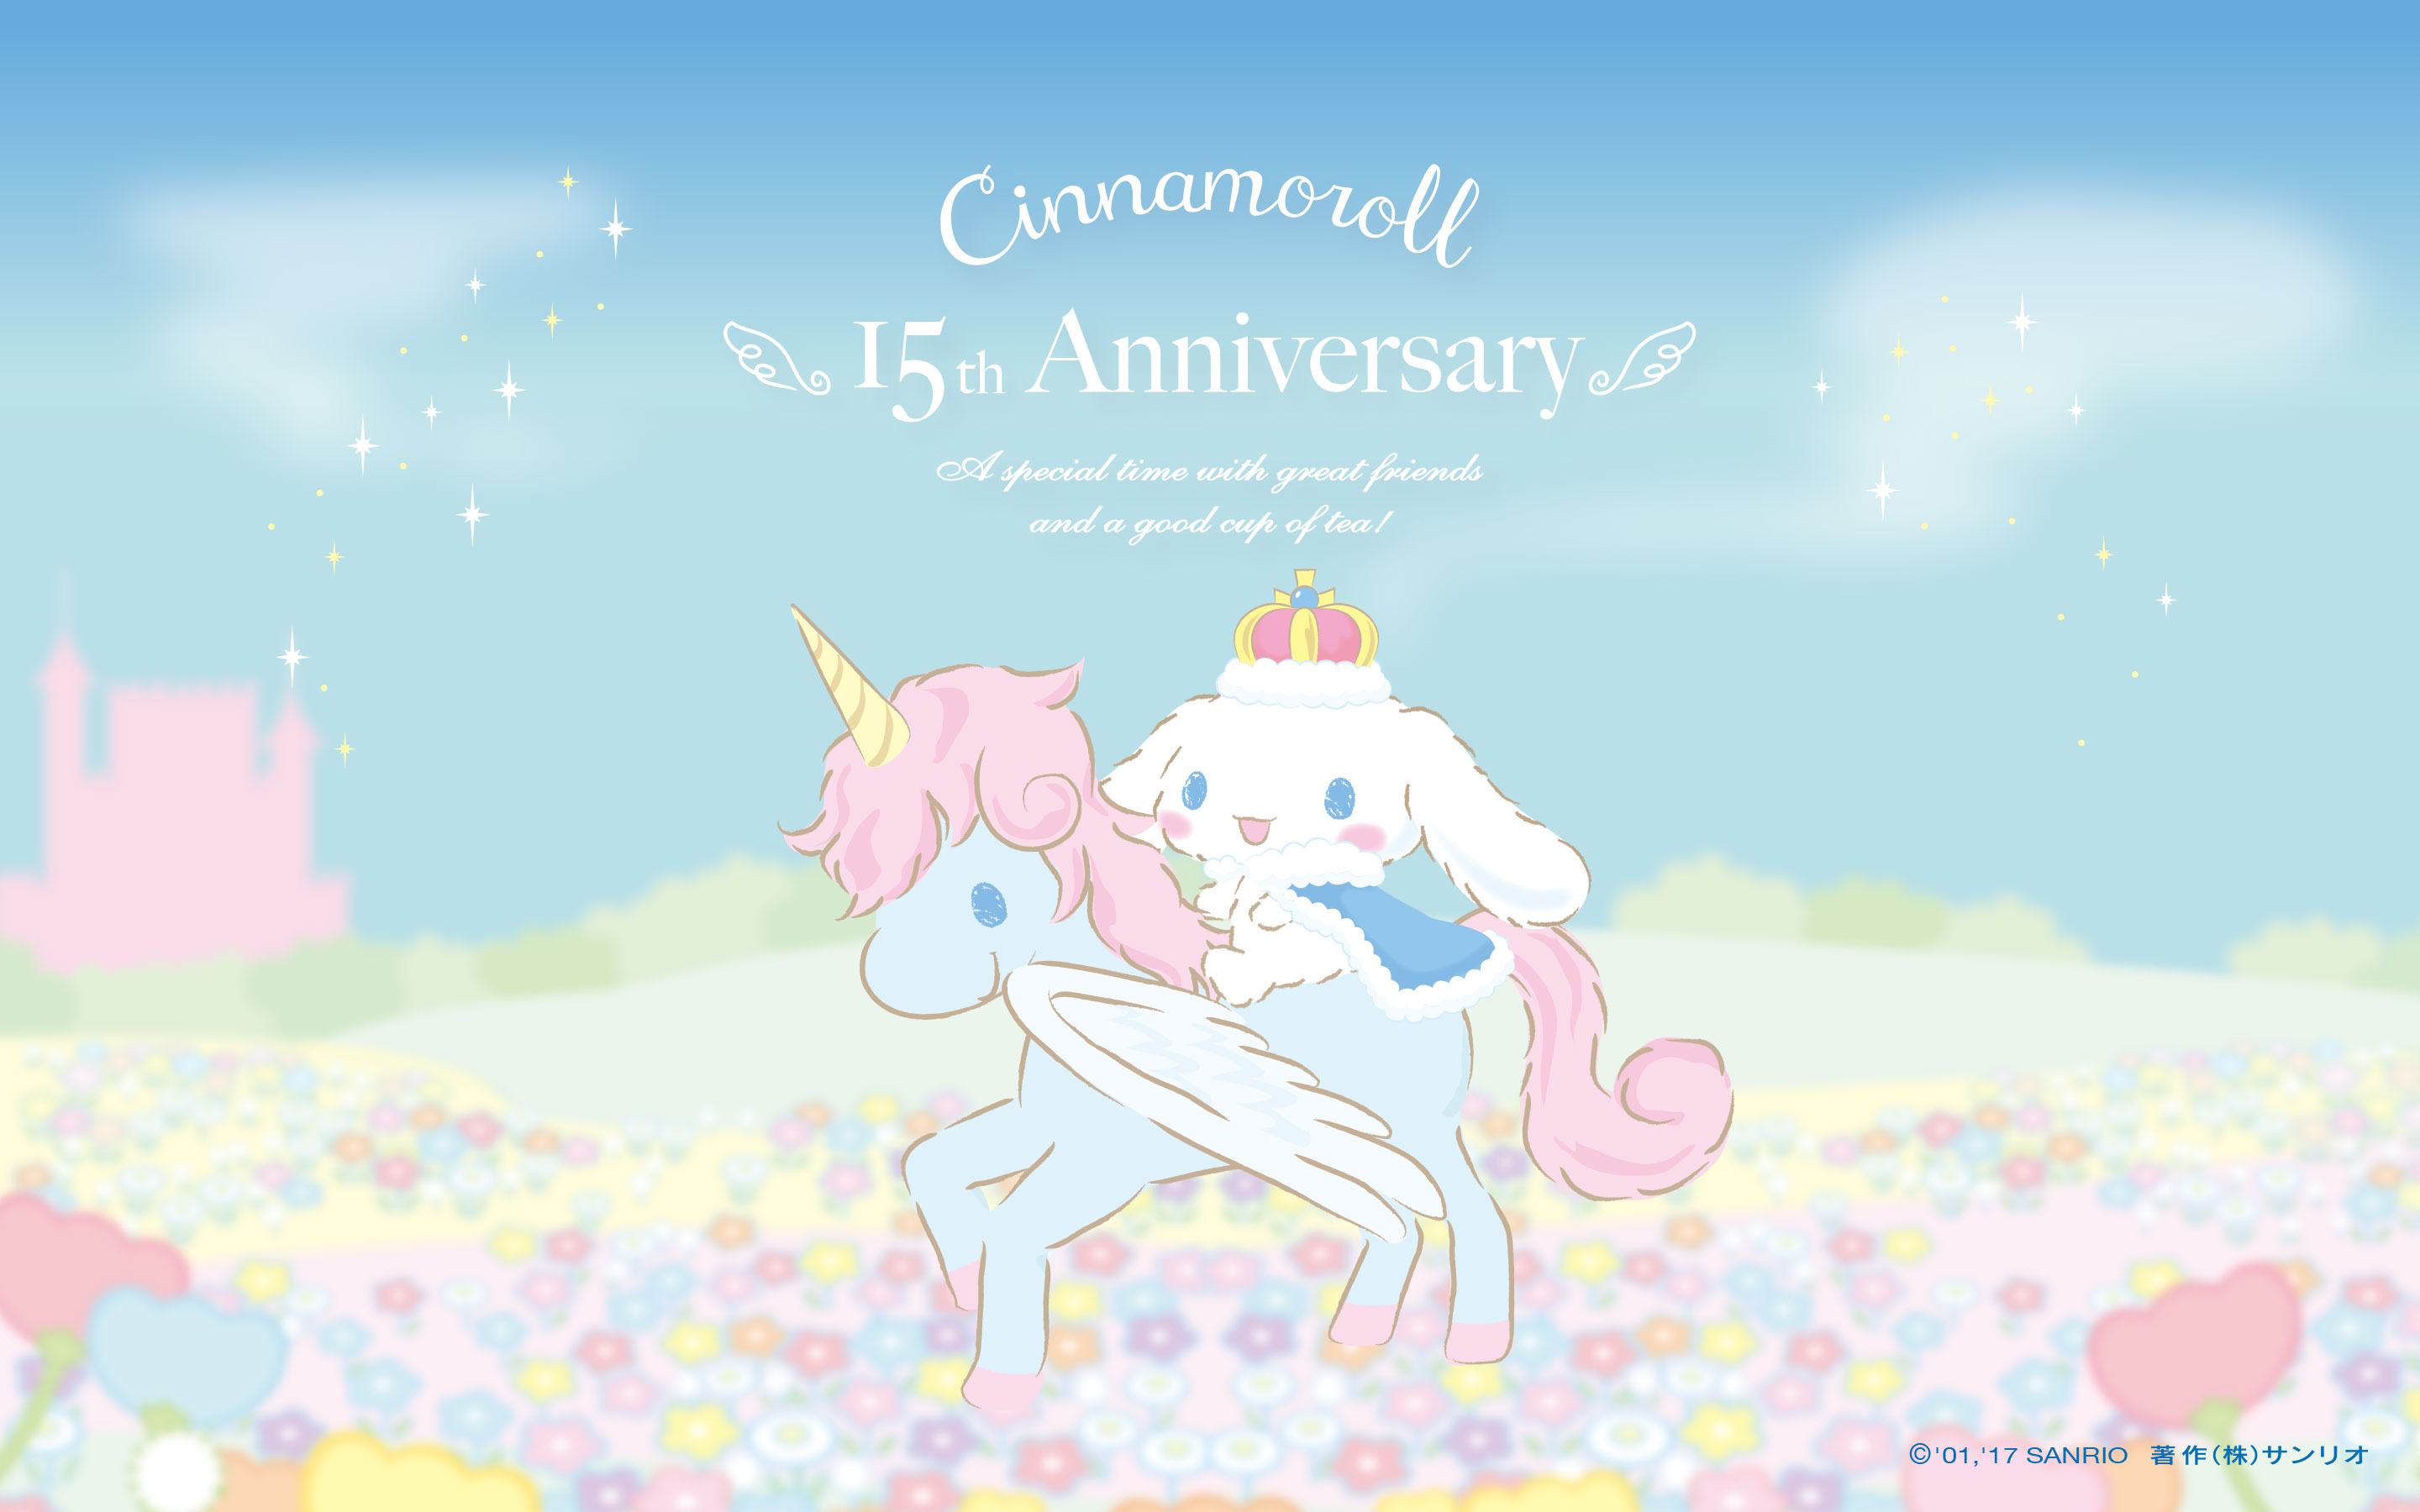 Cinnamoroll
15th Anniversary
A special time with great friends
and a good cup of tea!
©'01,'17 SANRIO 著作(株)サンリオ